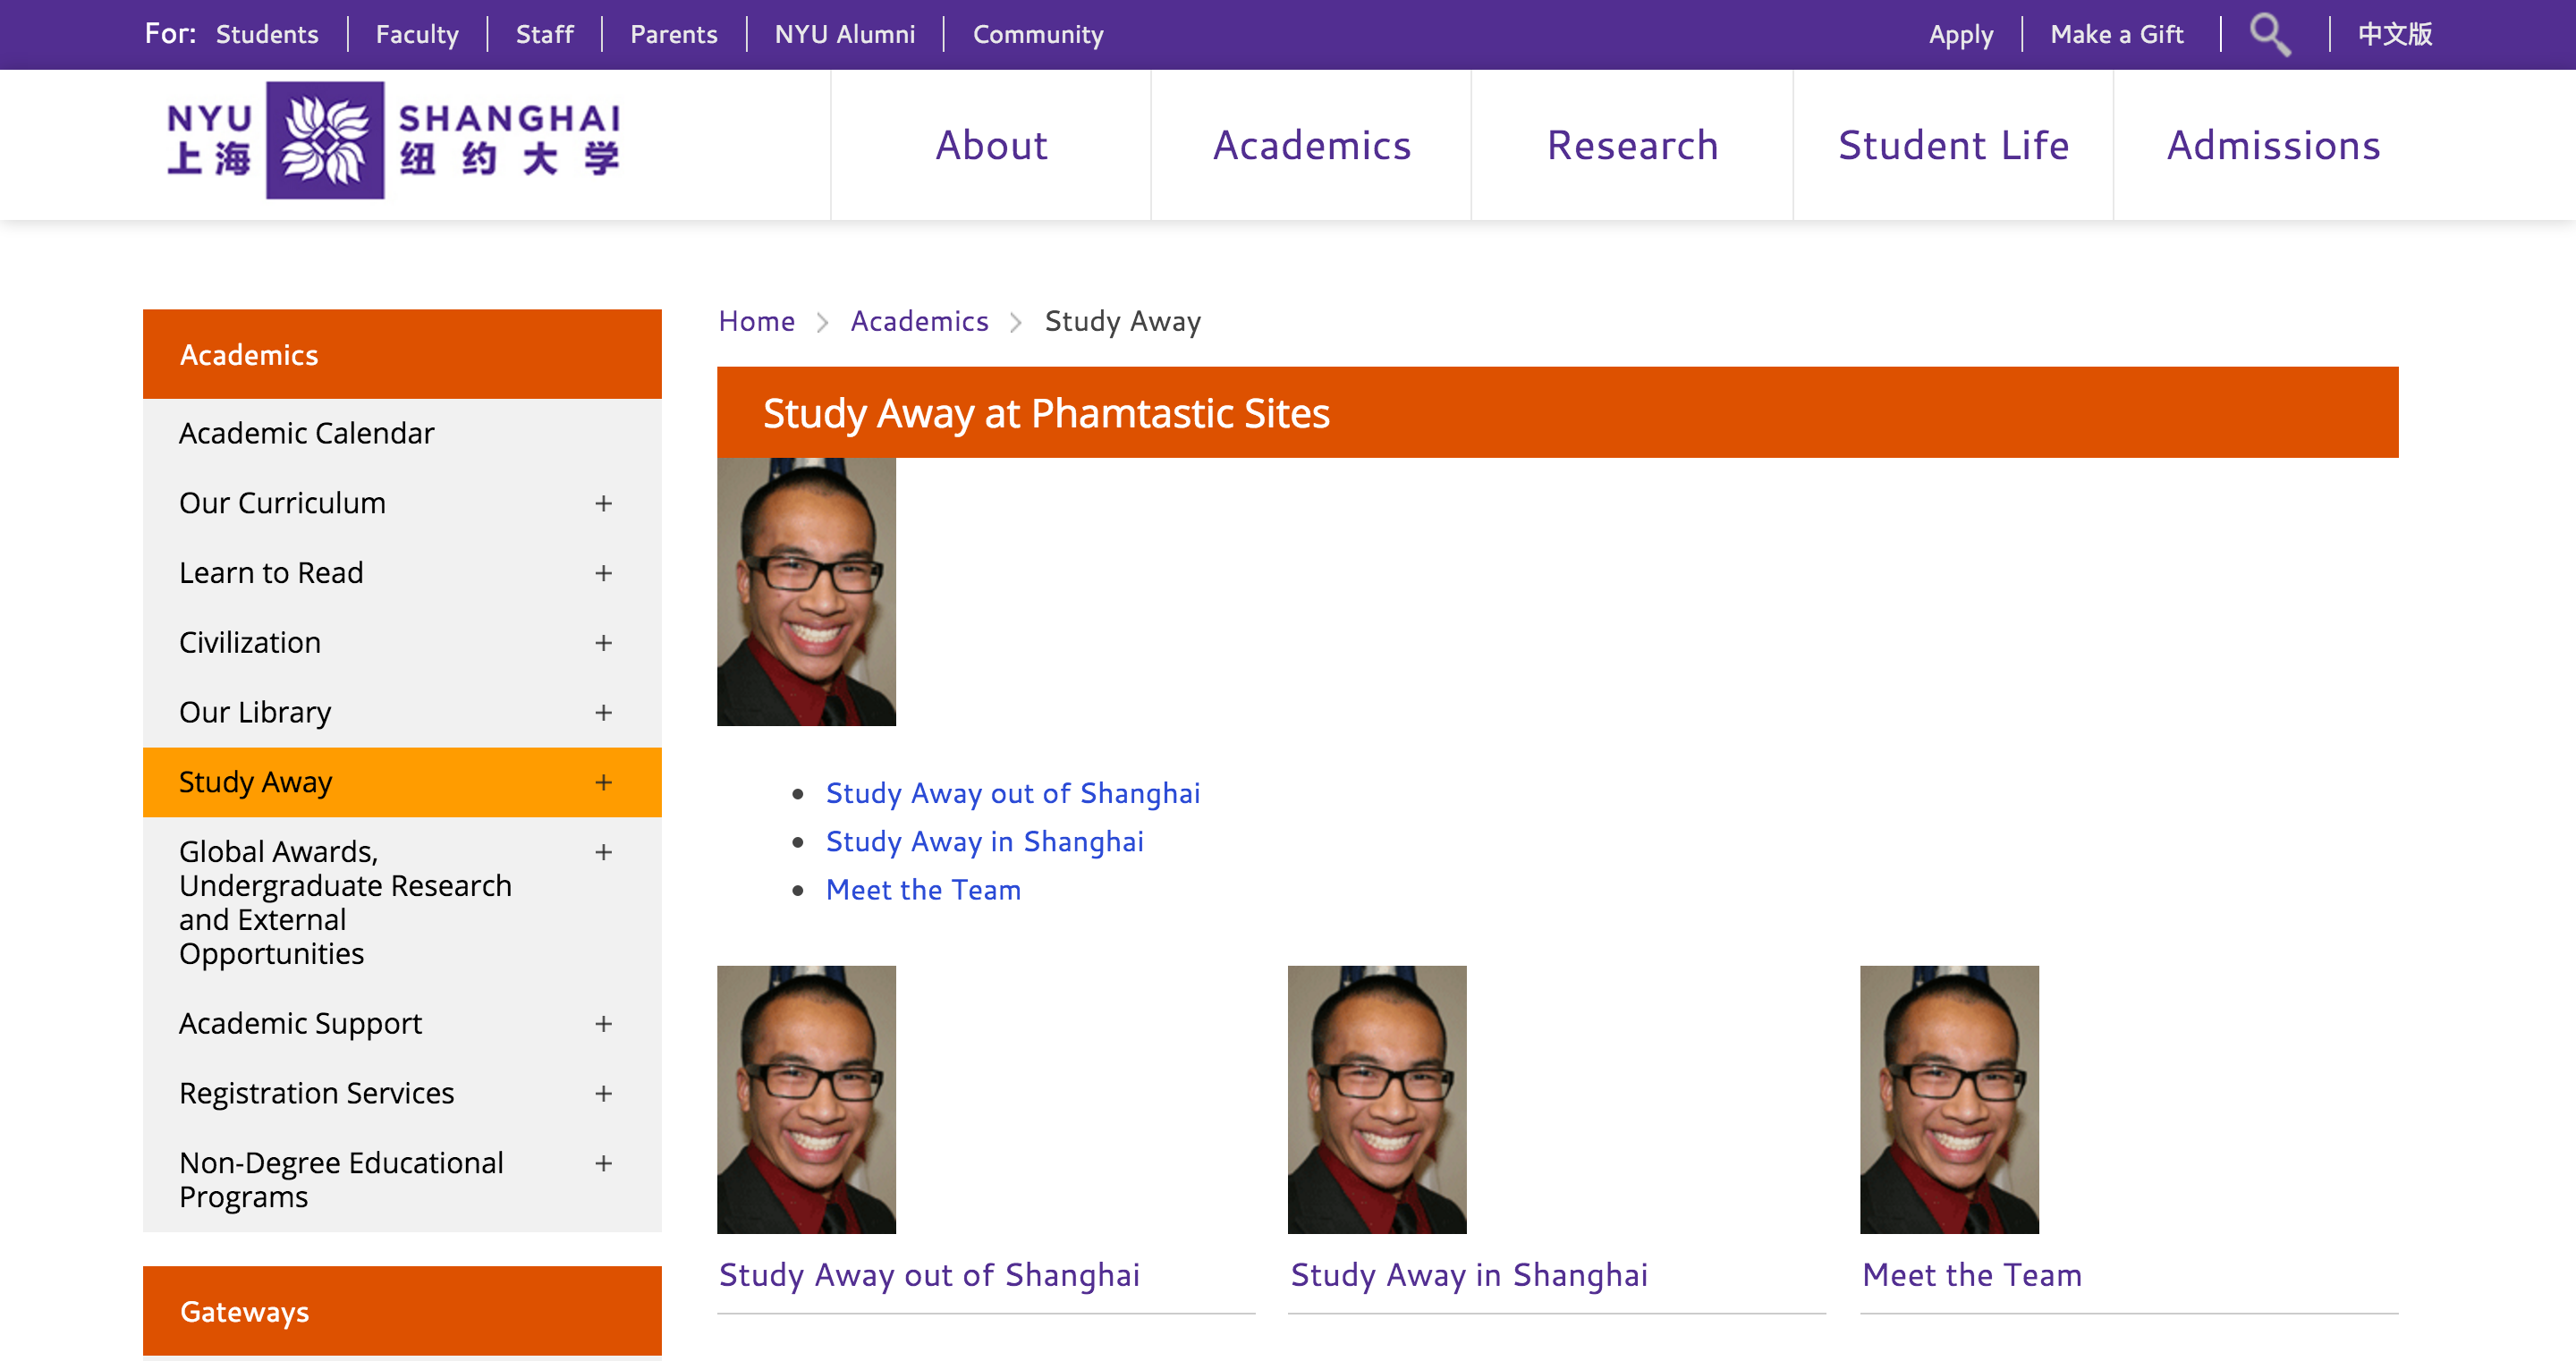 For: Students Faculty Staff Parents NYU Alumni Community Apply Make a Gift 中文版
NYU SHANGHAI
上海 纽约大学
About Academics Research Student Life Admissions
Home Academics Study Away
Academics
Academic Calendar
Our Curriculum +
Learn to Read +
Civilization +
Our Library +
Study Away +
Global Awards, +
Undergraduate Research
and External
Opportunities
Academic Support +
Registration Services +
Non-Degree Educational +
Programs
Gateways
Study Away at Phamtastic Sites
Study Away out of Shanghai
Study Away in Shanghai
Meet the Team
Study Away out of Shanghai
Study Away in Shanghai
Meet the Team